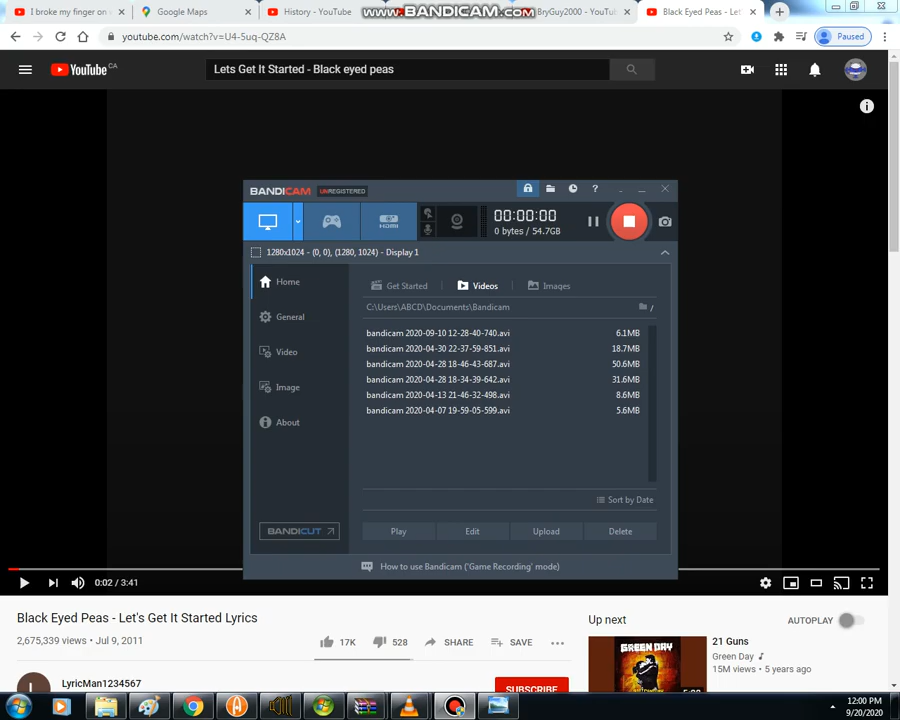 I broke my finger on
Google Maps
History - YouTube
www.BANDICAM.com
BryGuy2000 - YouTu
Black Eyed Peas - Let
youtube.com/watch?v=U4-5uq-QZ8A
Paused
YouTube CA
Lets Get It Started - Black eyed peas
BANDICAM UNREGISTERED
HDMI
00:00:00
0 bytes / 54.7GB
1280x1024 - (0, 0), (1280, 1024) - Display 1
Home
General
Video
Image
About
BANDICUT
Get Started
Videos
Images
C:\Users\ABCD\Documents\Bandicam
bandicam 2020-09-10 12-28-40-740.avi 6.1MB
bandicam 2020-04-30 22-37-59-851.avi 18.7MB
bandicam 2020-04-28 18-46-43-687.avi 50.6MB
bandicam 2020-04-28 18-34-39-642.avi 31.6MB
bandicam 2020-04-13 21-46-32-498.avi 8.6MB
bandicam 2020-04-07 19-59-05-599.avi 5.6MB
Sort by Date
Play Edit Upload Delete
How to use Bandicam ('Game Recording' mode)
0:02 / 3:41
Black Eyed Peas - Let's Get It Started Lyrics
2,675,339 views • Jul 9, 2011
17K 528 SHARE SAVE
LyricMan1234567
SUBSCRIBE
Up next
AUTOPLAY
GREEN DAY
21 Guns
Green Day
15M views • 5 years ago
12:00 PM
9/20/2020